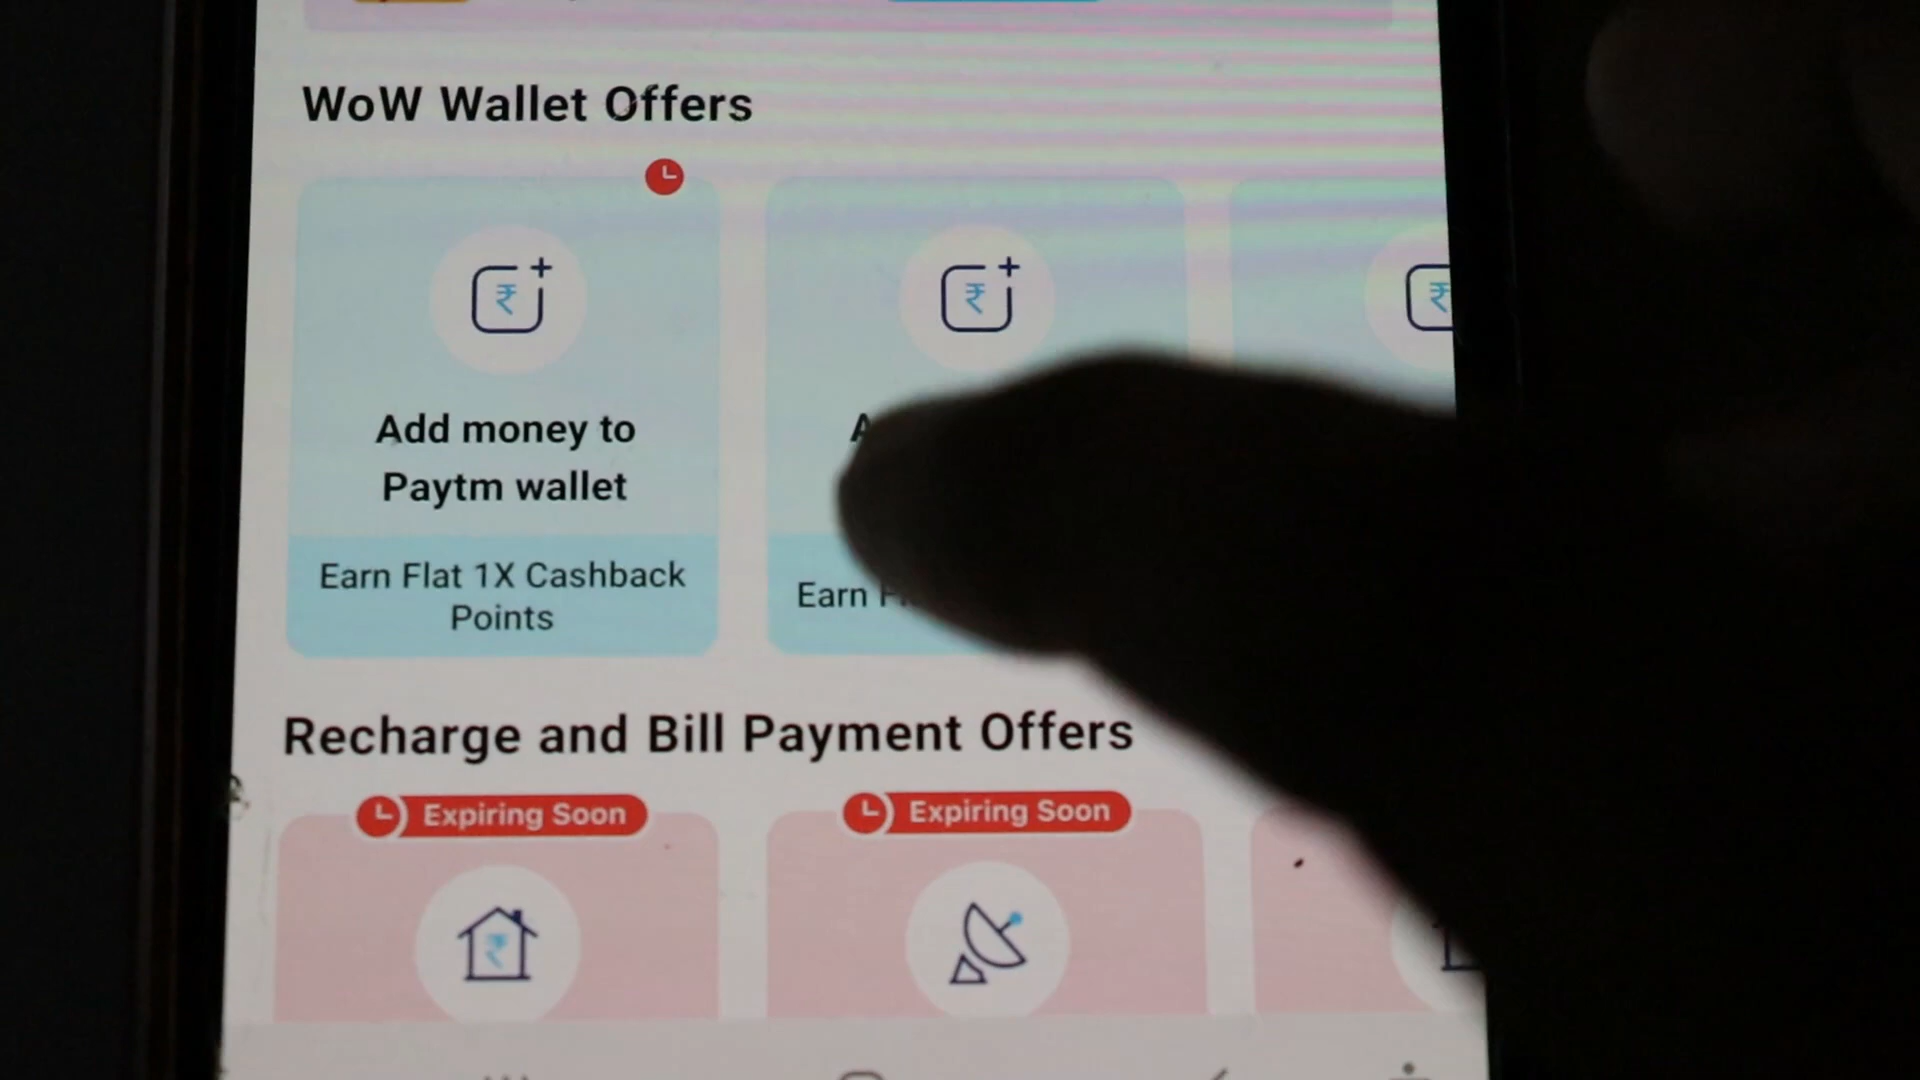 WoW Wallet Offers
Add money to
Paytm wallet
Earn Flat 1X Cashback
Points
Earn
Recharge and Bill Payment Offers
Expiring Soon
Expiring Soon